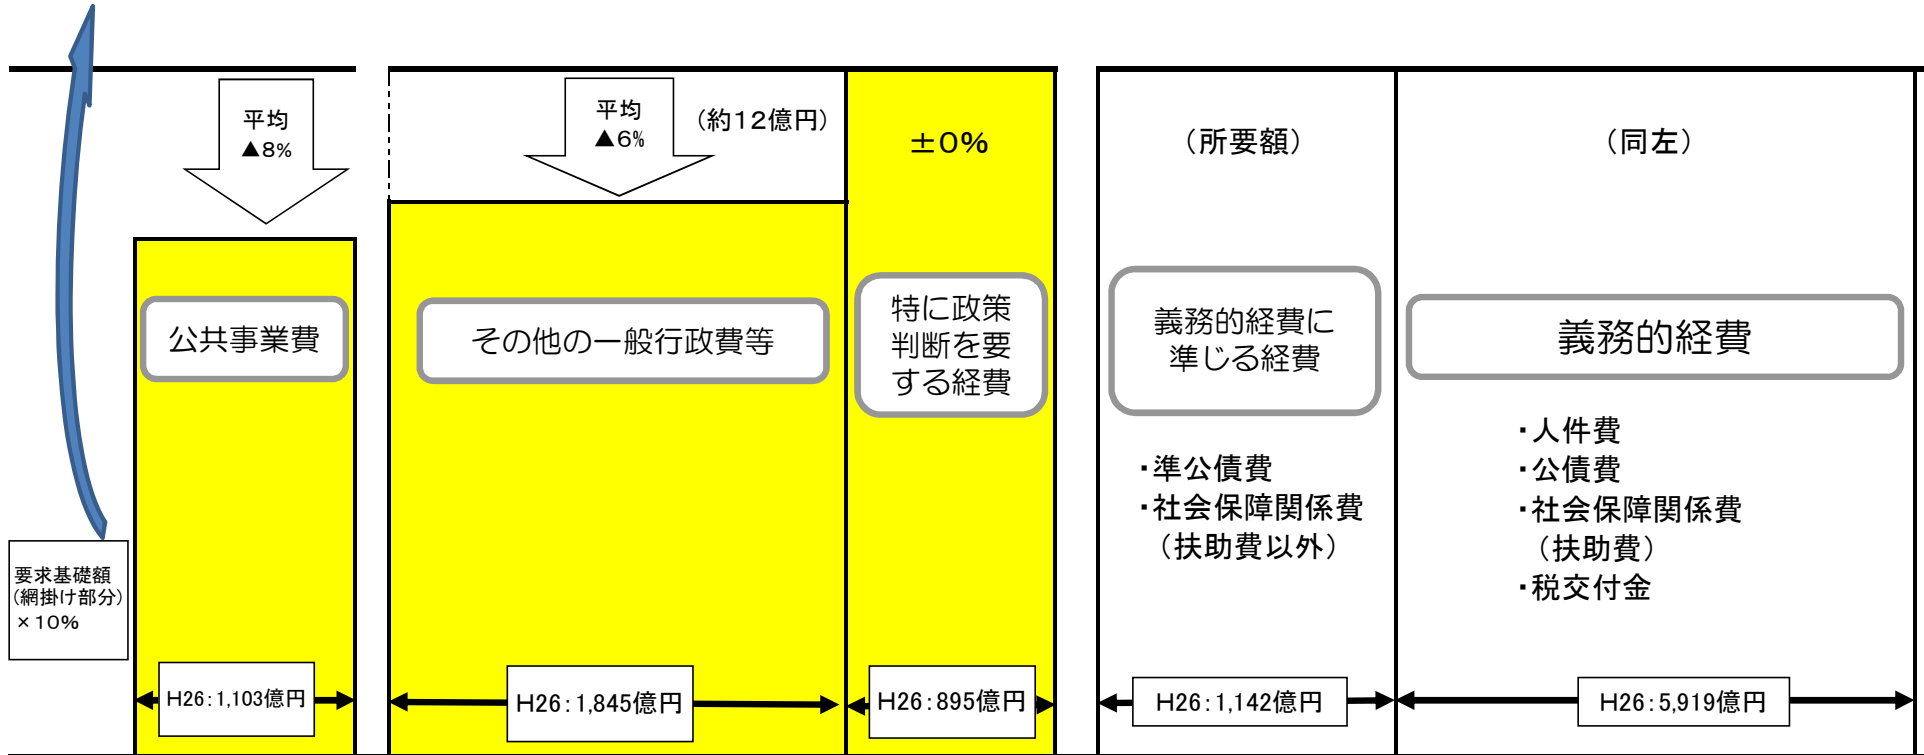 平均
▲8%
平均
▲6%
(約12億円)
±0%
(所要額)
(同左)
公共事業費
その他の一般行政費等
特に政策
判断を要
する経費
義務的経費に
準じる経費
義務的経費
・準公債費
・社会保障関係費
(扶助費以外)
・人件費
・公債費
・社会保障関係費
(扶助費)
・税交付金
要求基礎額
(網掛け部分)
×10%
H26:1,103億円
H26:1,845億円
H26:895億円
H26:1,142億円
H26:5,919億円